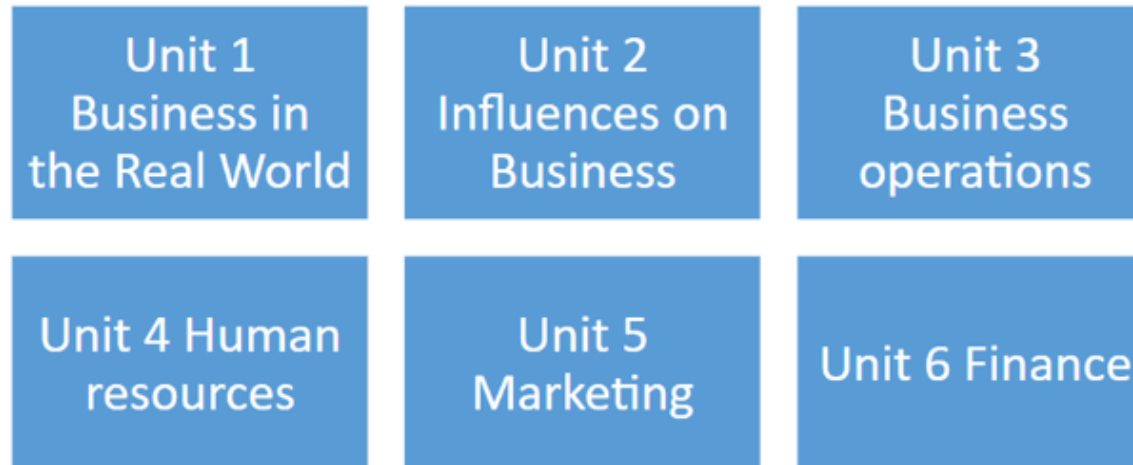 Unit 1
Business in
the Real World
Unit 2
Influences on
Business
Unit 3
Business
operations
Unit 4 Human
resources
Unit 5
Marketing
Unit 6 Finance